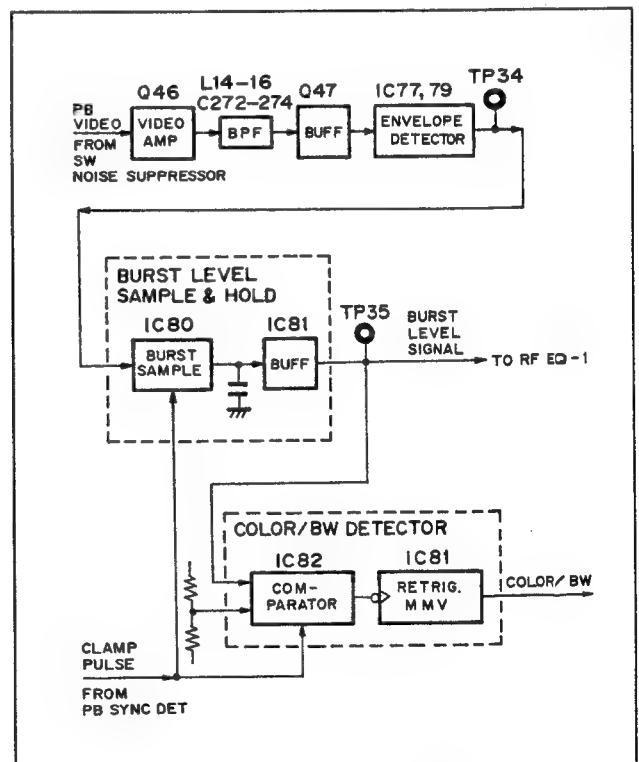 TP34
L14-16
Q46
C272-274
Q47
IC77, 79
PB
VIDEO
FROM
SW
NOISE SUPPRESSOR
VIDEO
AMP
BPF
BUFF
ENVELOPE
DETECTOR
BURST LEVEL
SAMPLE & HOLD
IC80
IC81
BURST
SAMPLE
BUFF
TP35
BURST
LEVEL
SIGNAL
TO RF EQ-1
COLOR/BW DETECTOR
IC82
IC81
COM-
PARATOR
RETRIG.
MMV
COLOR/BW
CLAMP
PULSE
FROM
PB SYNC DET